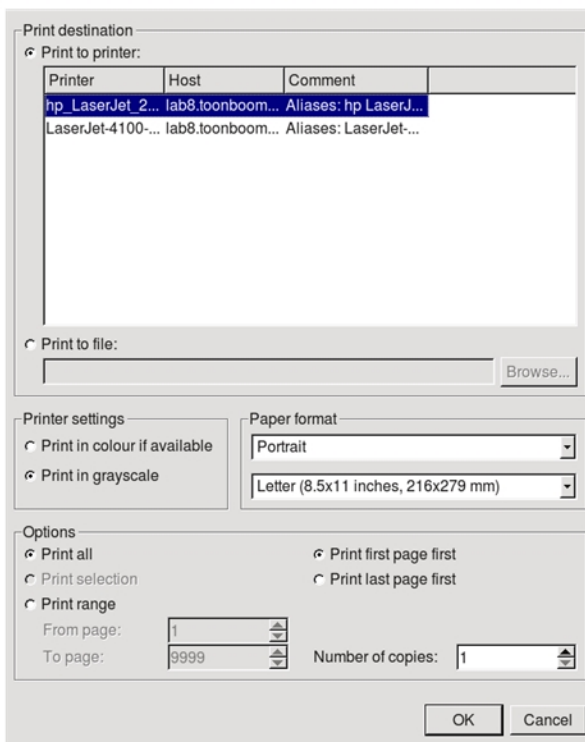 Print destination
Print to printer:
Printer Host Comment
hp_LaserJet_2... lab8.toonboom... Aliases: hp LaserJ...
LaserJet-4100-... lab8.toonboom... Aliases: LaserJet-...
Print to file:
Browse...
Printer settings
Print in colour if available
Print in grayscale
Paper format
Portrait
Letter (8.5x11 inches, 216x279 mm)
Options
Print all
Print first page first
Print selection
Print last page first
Print range
From page: 1
To page: 9999
Number of copies: 1
OK Cancel